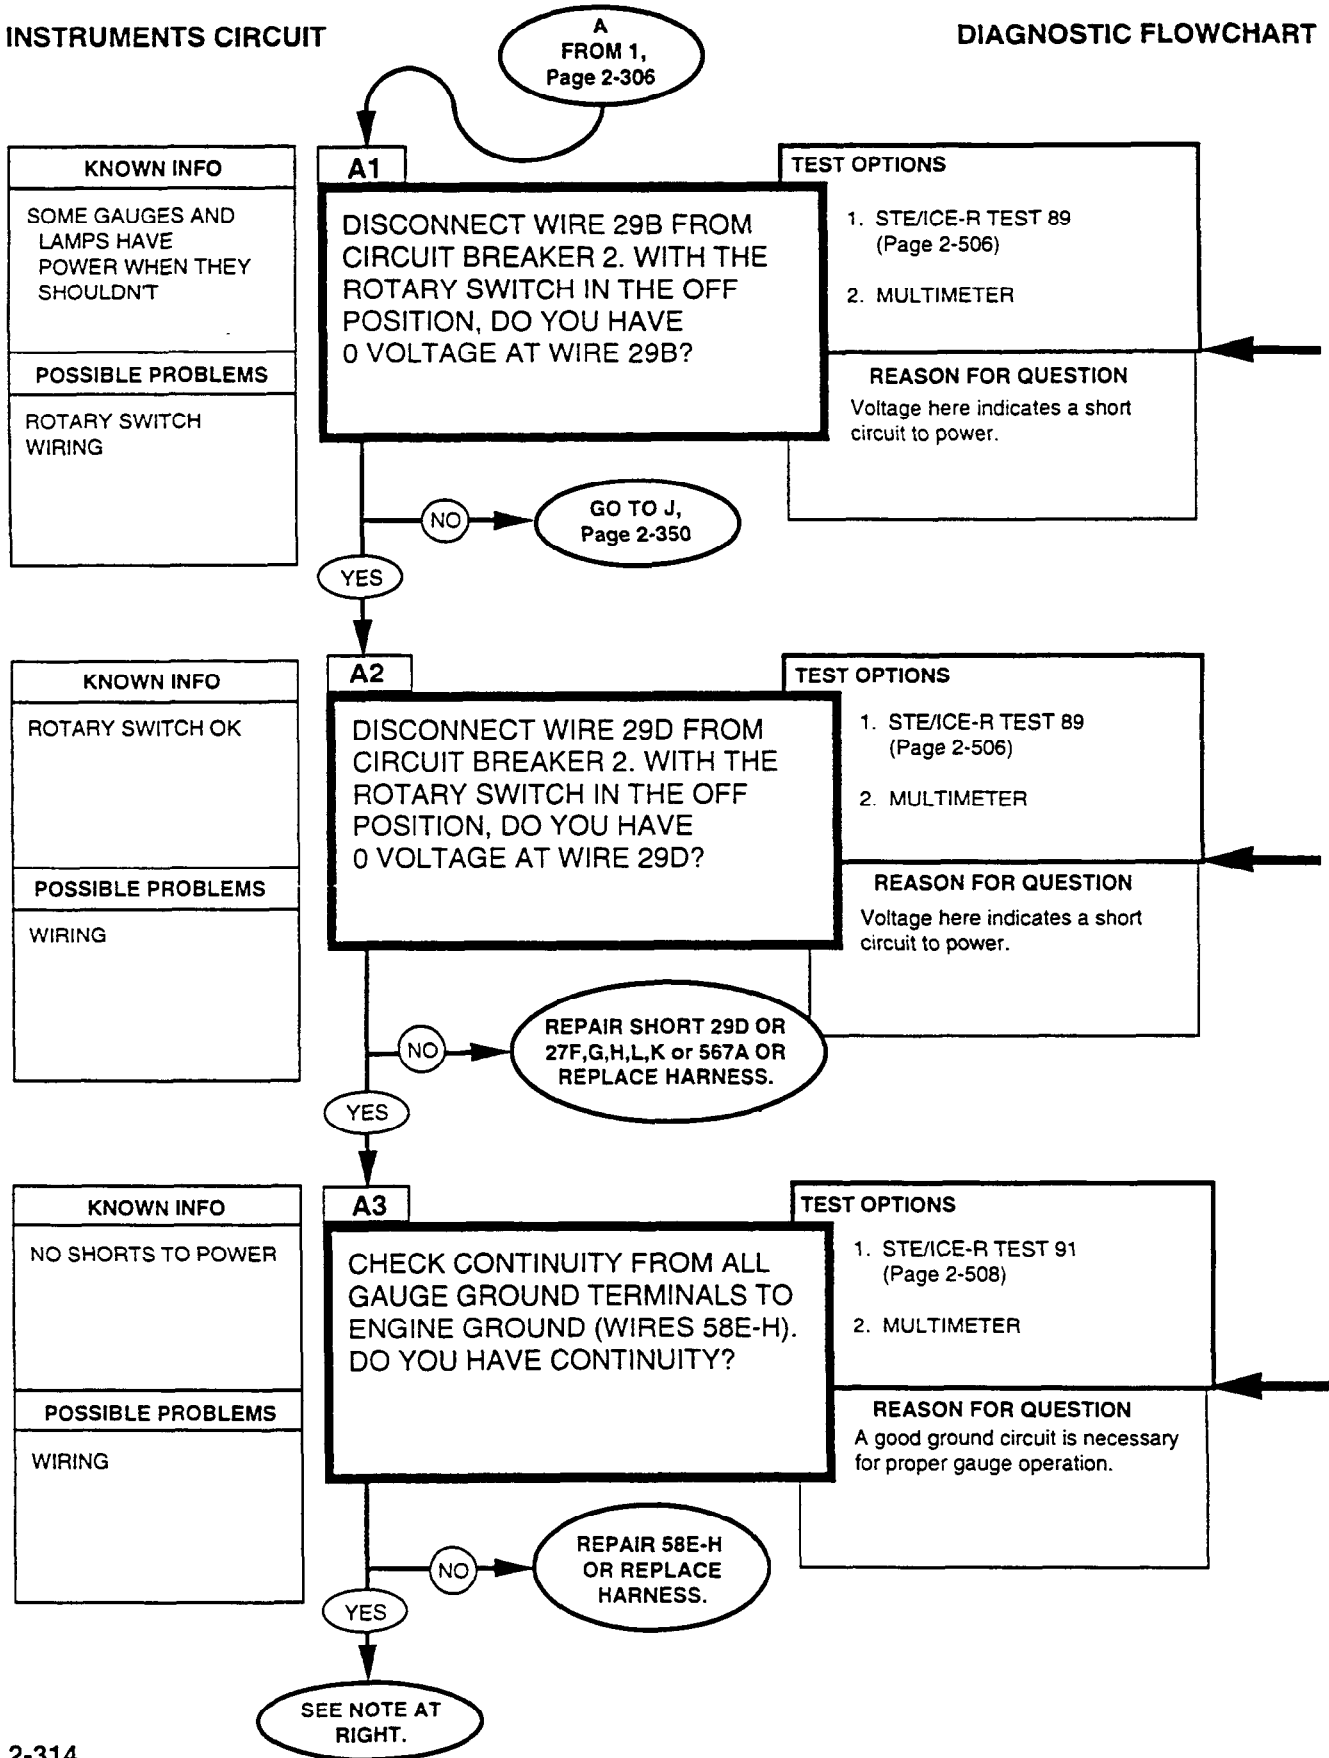 INSTRUMENTS CIRCUIT
DIAGNOSTIC FLOWCHART
A
FROM 1,
Page 2-306
KNOWN INFO
SOME GAUGES AND
LAMPS HAVE
POWER WHEN THEY
SHOULDN'T
POSSIBLE PROBLEMS
ROTARY SWITCH
WIRING
A1
DISCONNECT WIRE 29B FROM
CIRCUIT BREAKER 2. WITH THE
ROTARY SWITCH IN THE OFF
POSITION, DO YOU HAVE
0 VOLTAGE AT WIRE 29B?
TEST OPTIONS
1. STE/ICE-R TEST 89
(Page 2-506)
2. MULTIMETER
REASON FOR QUESTION
Voltage here indicates a short
circuit to power.
NO
GO TO J,
Page 2-350
YES
KNOWN INFO
ROTARY SWITCH OK
POSSIBLE PROBLEMS
WIRING
A2
DISCONNECT WIRE 29D FROM
CIRCUIT BREAKER 2. WITH THE
ROTARY SWITCH IN THE OFF
POSITION, DO YOU HAVE
0 VOLTAGE AT WIRE 29D?
TEST OPTIONS
1. STE/ICE-R TEST 89
(Page 2-506)
2. MULTIMETER
REASON FOR QUESTION
Voltage here indicates a short
circuit to power.
NO
REPAIR SHORT 29D OR
27F,G,H,L,K or 567A OR
REPLACE HARNESS.
YES
KNOWN INFO
NO SHORTS TO POWER
POSSIBLE PROBLEMS
WIRING
A3
CHECK CONTINUITY FROM ALL
GAUGE GROUND TERMINALS TO
ENGINE GROUND (WIRES 58E-H).
DO YOU HAVE CONTINUITY?
TEST OPTIONS
1. STE/ICE-R TEST 91
(Page 2-508)
2. MULTIMETER
REASON FOR QUESTION
A good ground circuit is necessary
for proper gauge operation.
NO
REPAIR 58E-H
OR REPLACE
HARNESS.
YES
SEE NOTE AT
RIGHT.
2-314